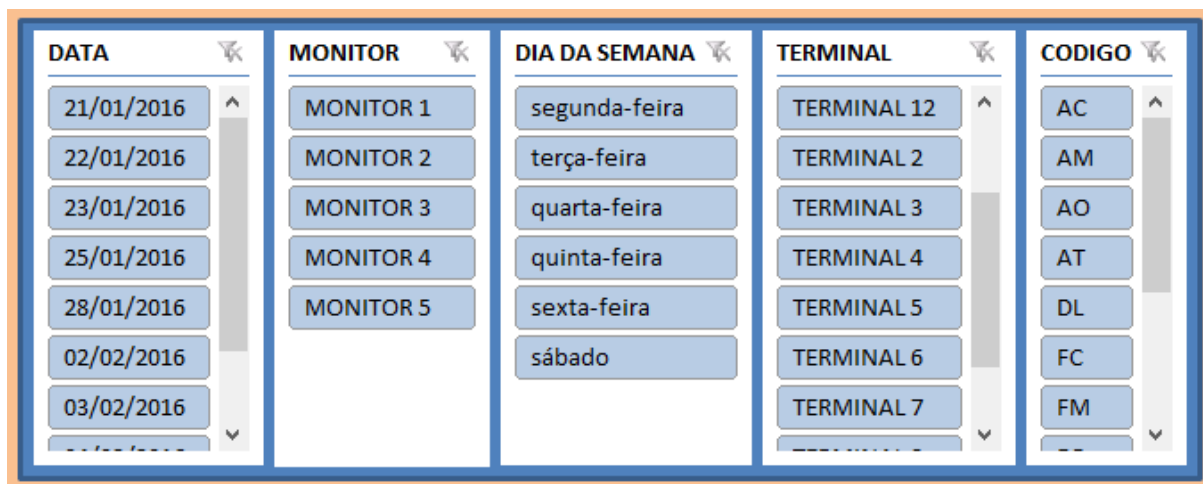 DATA
21/01/2016
22/01/2016
23/01/2016
25/01/2016
28/01/2016
02/02/2016
03/02/2016
MONITOR
MONITOR 1
MONITOR 2
MONITOR 3
MONITOR 4
MONITOR 5
DIA DA SEMANA
segunda-feira
terça-feira
quarta-feira
quinta-feira
sexta-feira
sábado
TERMINAL
TERMINAL 12
TERMINAL 2
TERMINAL 3
TERMINAL 4
TERMINAL 5
TERMINAL 6
TERMINAL 7
CODIGO
AC
AM
AO
AT
DL
FC
FM